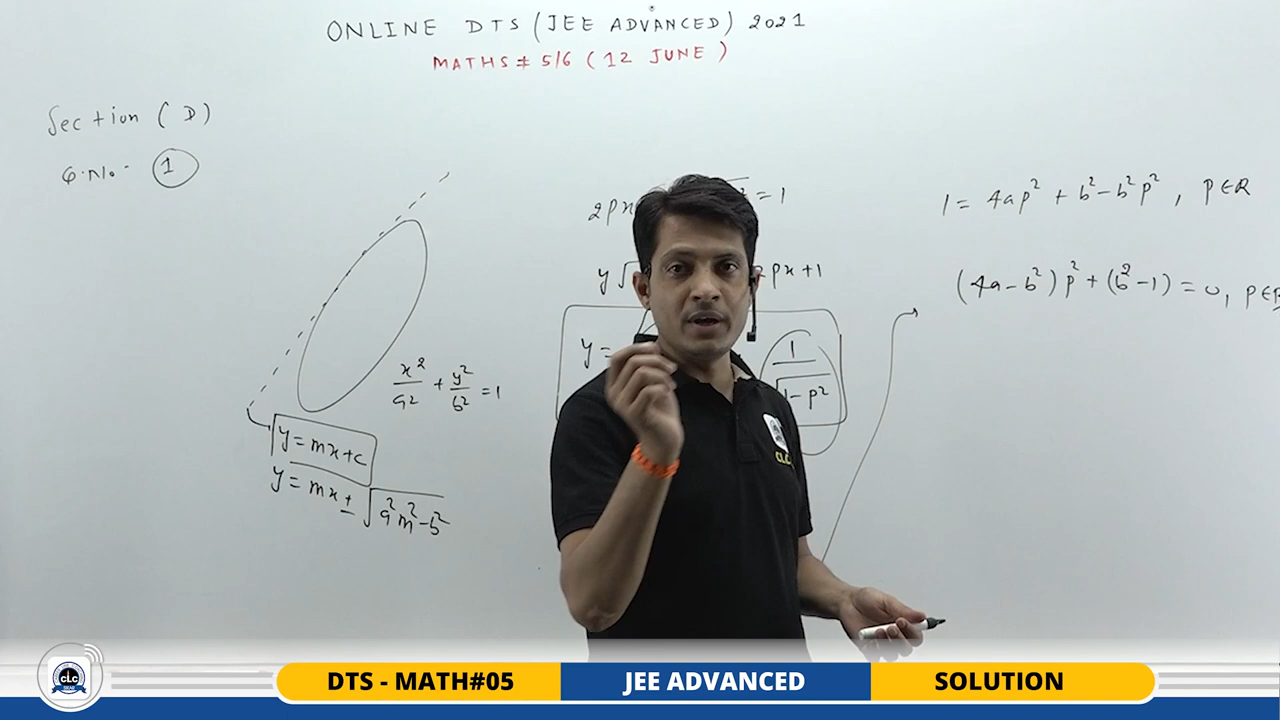 ONLINE DTS (JEE ADVANCED) 2021
MATHS # 5/6 ( 12 JUNE )
Section ( D )
Q.No. 1
x²/a² + y²/b² = 1
y = mx + c
y = mx ± √a²m² - b²
2px = 1
y√ 2px + 1
y = 1/√1-p²
1 = 4ap² + b² - b²p² , p∈R
(4a - b²) p² + (b² - 1) = 0, p∈R
CLC
DTS - MATH#05
JEE ADVANCED
SOLUTION